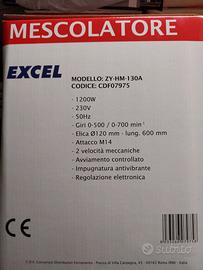 MESCOLATORE
EXCEL
MODELLO: ZY-HM-130A
CODICE: CDF07975
- 1200W
- 230V
- 50Hz
- Giri 0-500 / 0-700 min⁻¹
- Elica Ø120 mm - lung. 600 mm
- Attacco M14
- 2 velocità meccaniche
- Avviamento controllato
- Impugnatura antivibrante
- Regolazione elettronica
CE
subito